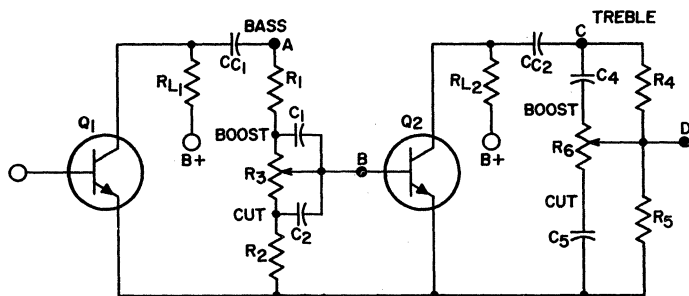 BASS
A
CC1
RL1
B+
R1
Q1
BOOST
C1
R3
CUT
C2
R2
B
Q2
RL2
B+
CC2
TREBLE
C
C4
R4
BOOST
R6
D
CUT
C5
R5